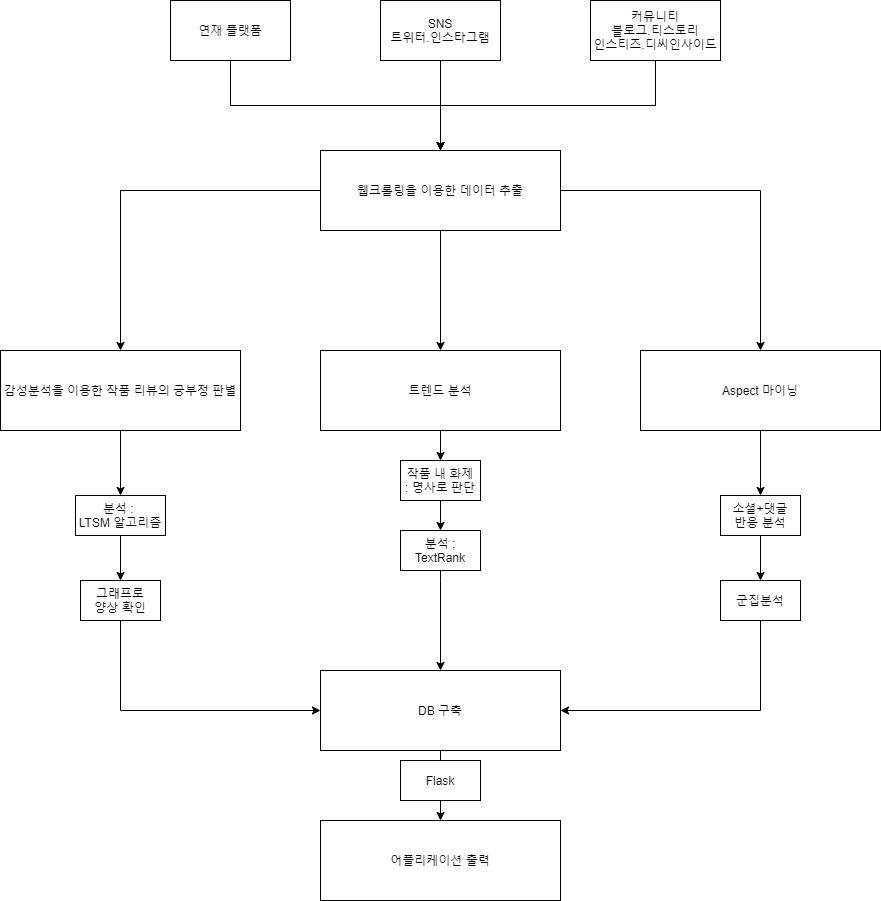 연재 플랫폼
SNS
트위터.인스타그램
커뮤니티
블로그.티스토리
인스티즈.디씨인사이드
웹크롤링을 이용한 데이터 추출
감성분석을 이용한 작품 리뷰의 긍부정 판별
트렌드 분석
Aspect 마이닝
작품 내 화제
: 명사로 판단
분석 :
LTSM 알고리즘
소셜+댓글
반응 분석
분석 :
TextRank
그래프로
양상 확인
군집분석
DB 구축
Flask
어플리케이션 출력